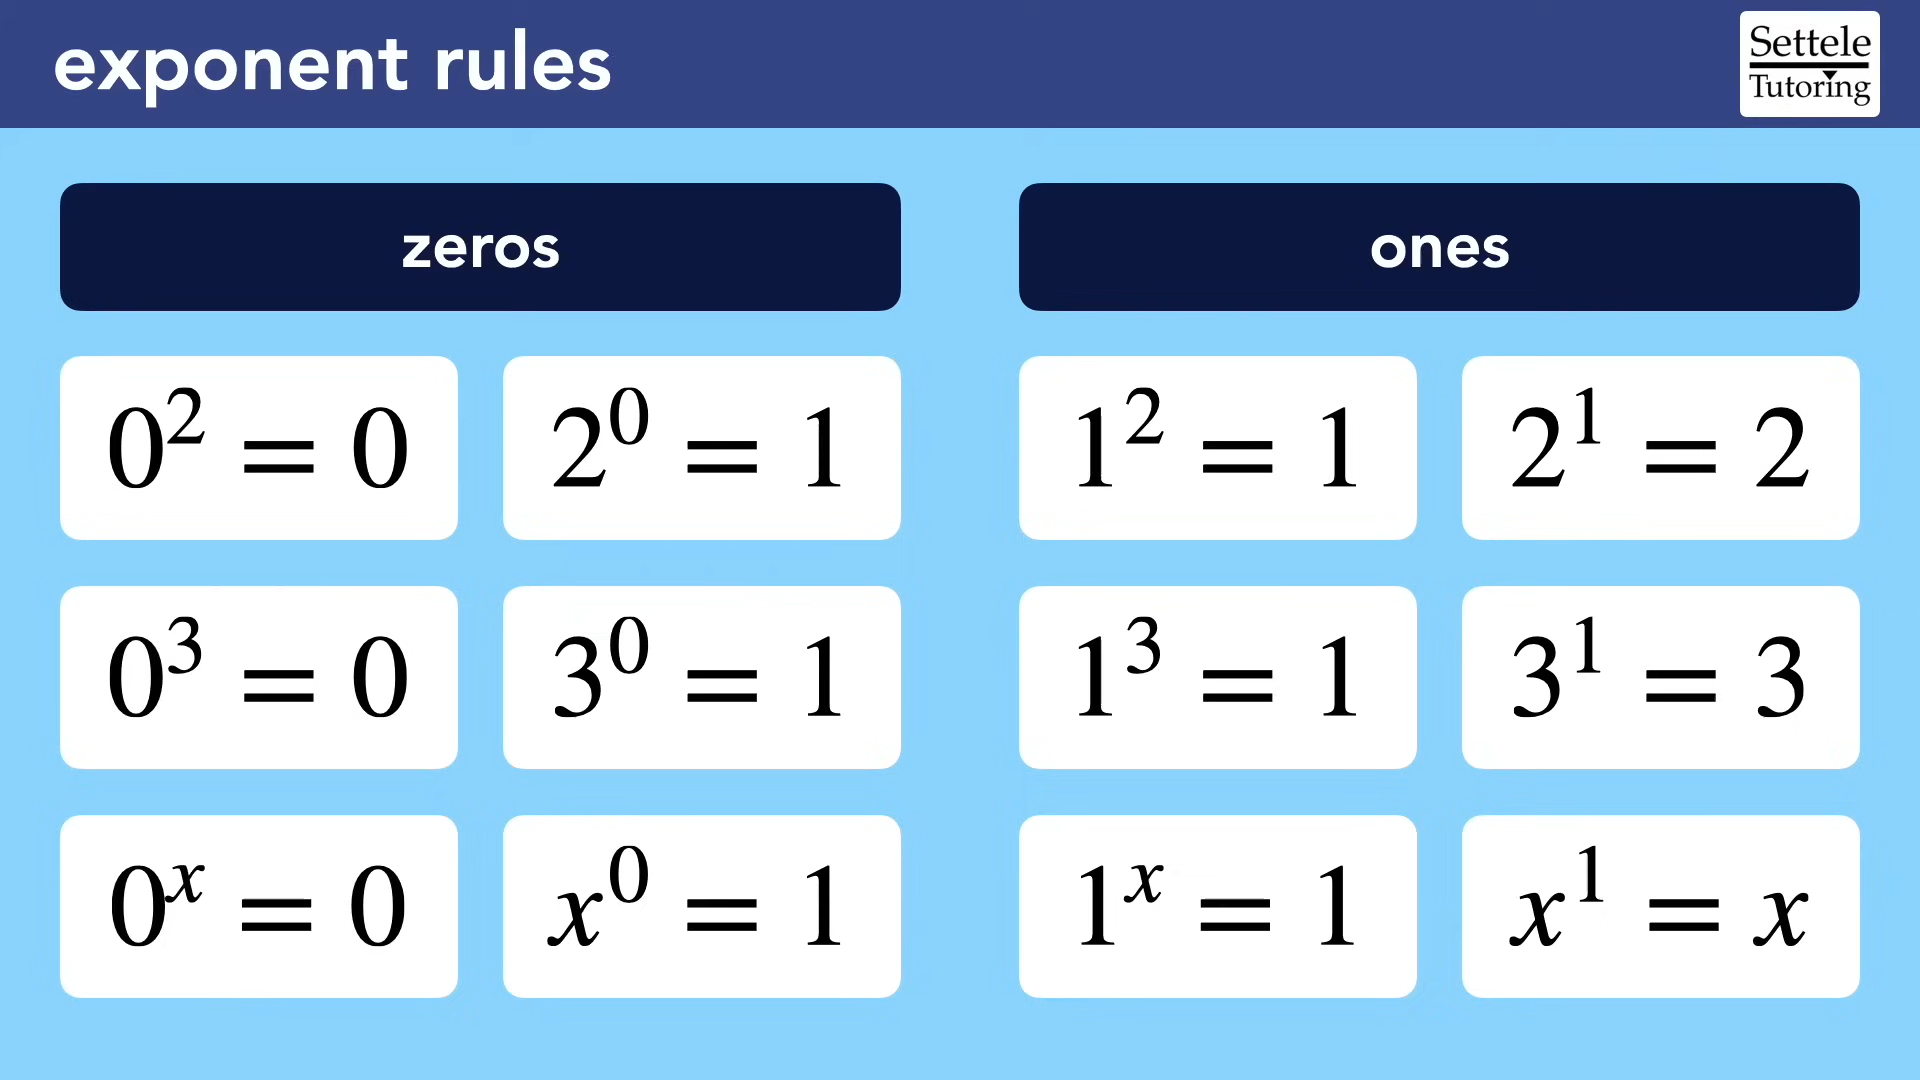 exponent rules
Settele
Tutoring
zeros
ones
0² = 0
2⁰ = 1
1² = 1
2¹ = 2
0³ = 0
3⁰ = 1
1³ = 1
3¹ = 3
0ˣ = 0
x⁰ = 1
1ˣ = 1
x¹ = x